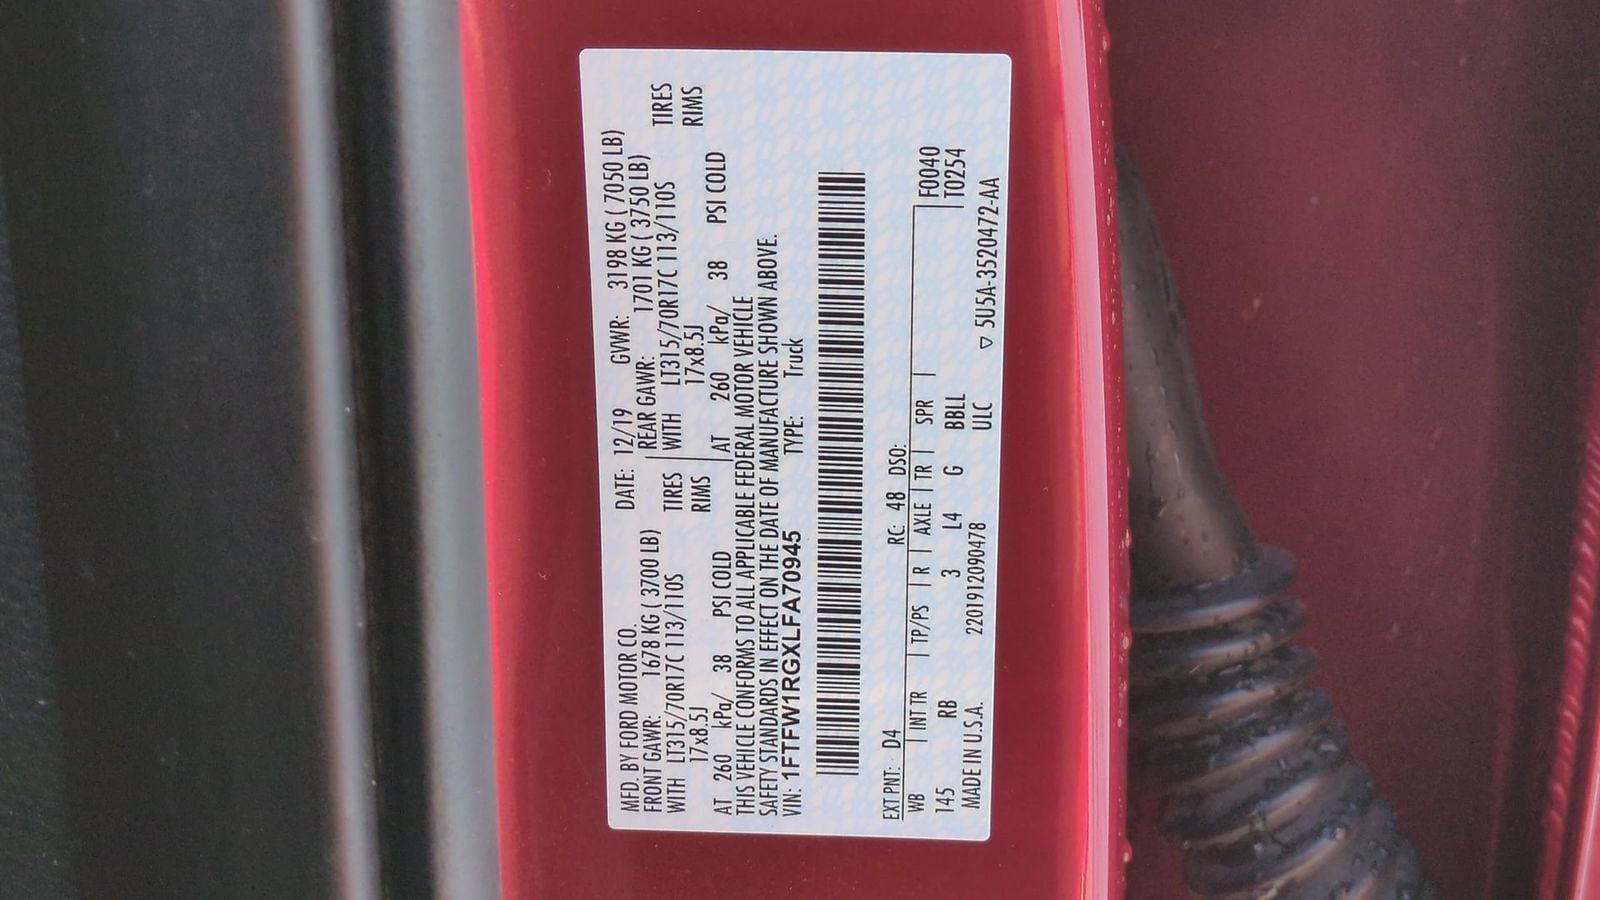 MFD. BY FORD MOTOR CO. DATE: 12/19 GVWR: 3198 KG ( 7050 LB)
FRONT GAWR: 1678 KG ( 3700 LB) REAR GAWR: 1701 KG ( 3750 LB)
WITH LT315/70R17C 113/110S TIRES WITH LT315/70R17C 113/110S TIRES
17x8.5J RIMS 17x8.5J RIMS
AT 260 kPa/ 38 PSI COLD AT 260 kPa/ 38 PSI COLD
THIS VEHICLE CONFORMS TO ALL APPLICABLE FEDERAL MOTOR VEHICLE
SAFETY STANDARDS IN EFFECT ON THE DATE OF MANUFACTURE SHOWN ABOVE.
VIN: 1FTFW1RGXLFA70945 TYPE: Truck
EXT PNT: D4 RC: 48 DSO:
WB INT TR TP/PS R AXLE TR SPR F0040
145 RB 3 L4 G BBLL T0254
MADE IN U.S.A. 2201912090478 ULC ▽ 5U5A-3520472-AA